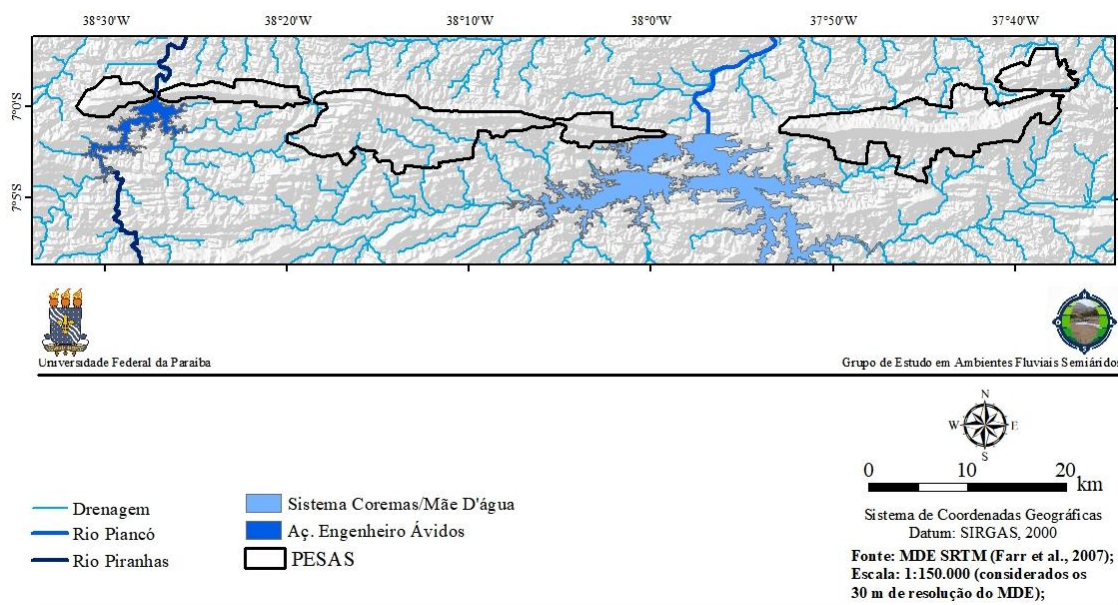 38°30'W 38°20'W 38°10'W 38°0'W 37°50'W 37°40'W
7°0'S
7°5'S
Universidade Federal da Paraíba
Grupo de Estudo em Ambientes Fluviais Semiáridos
N
W E
S
0 10 20 km
Drenagem
Rio Piancó
Rio Piranhas
Sistema Coremas/Mãe D'água
Aç. Engenheiro Ávidos
PESAS
Sistema de Coordenadas Geográficas
Datum: SIRGAS, 2000
Fonte: MDE SRTM (Farr et al., 2007);
Escala: 1:150.000 (considerados os
30 m de resolução do MDE);